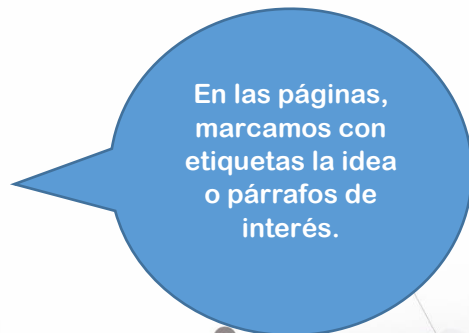 En las páginas,
marcamos con
etiquetas la idea
o párrafos de
interés.